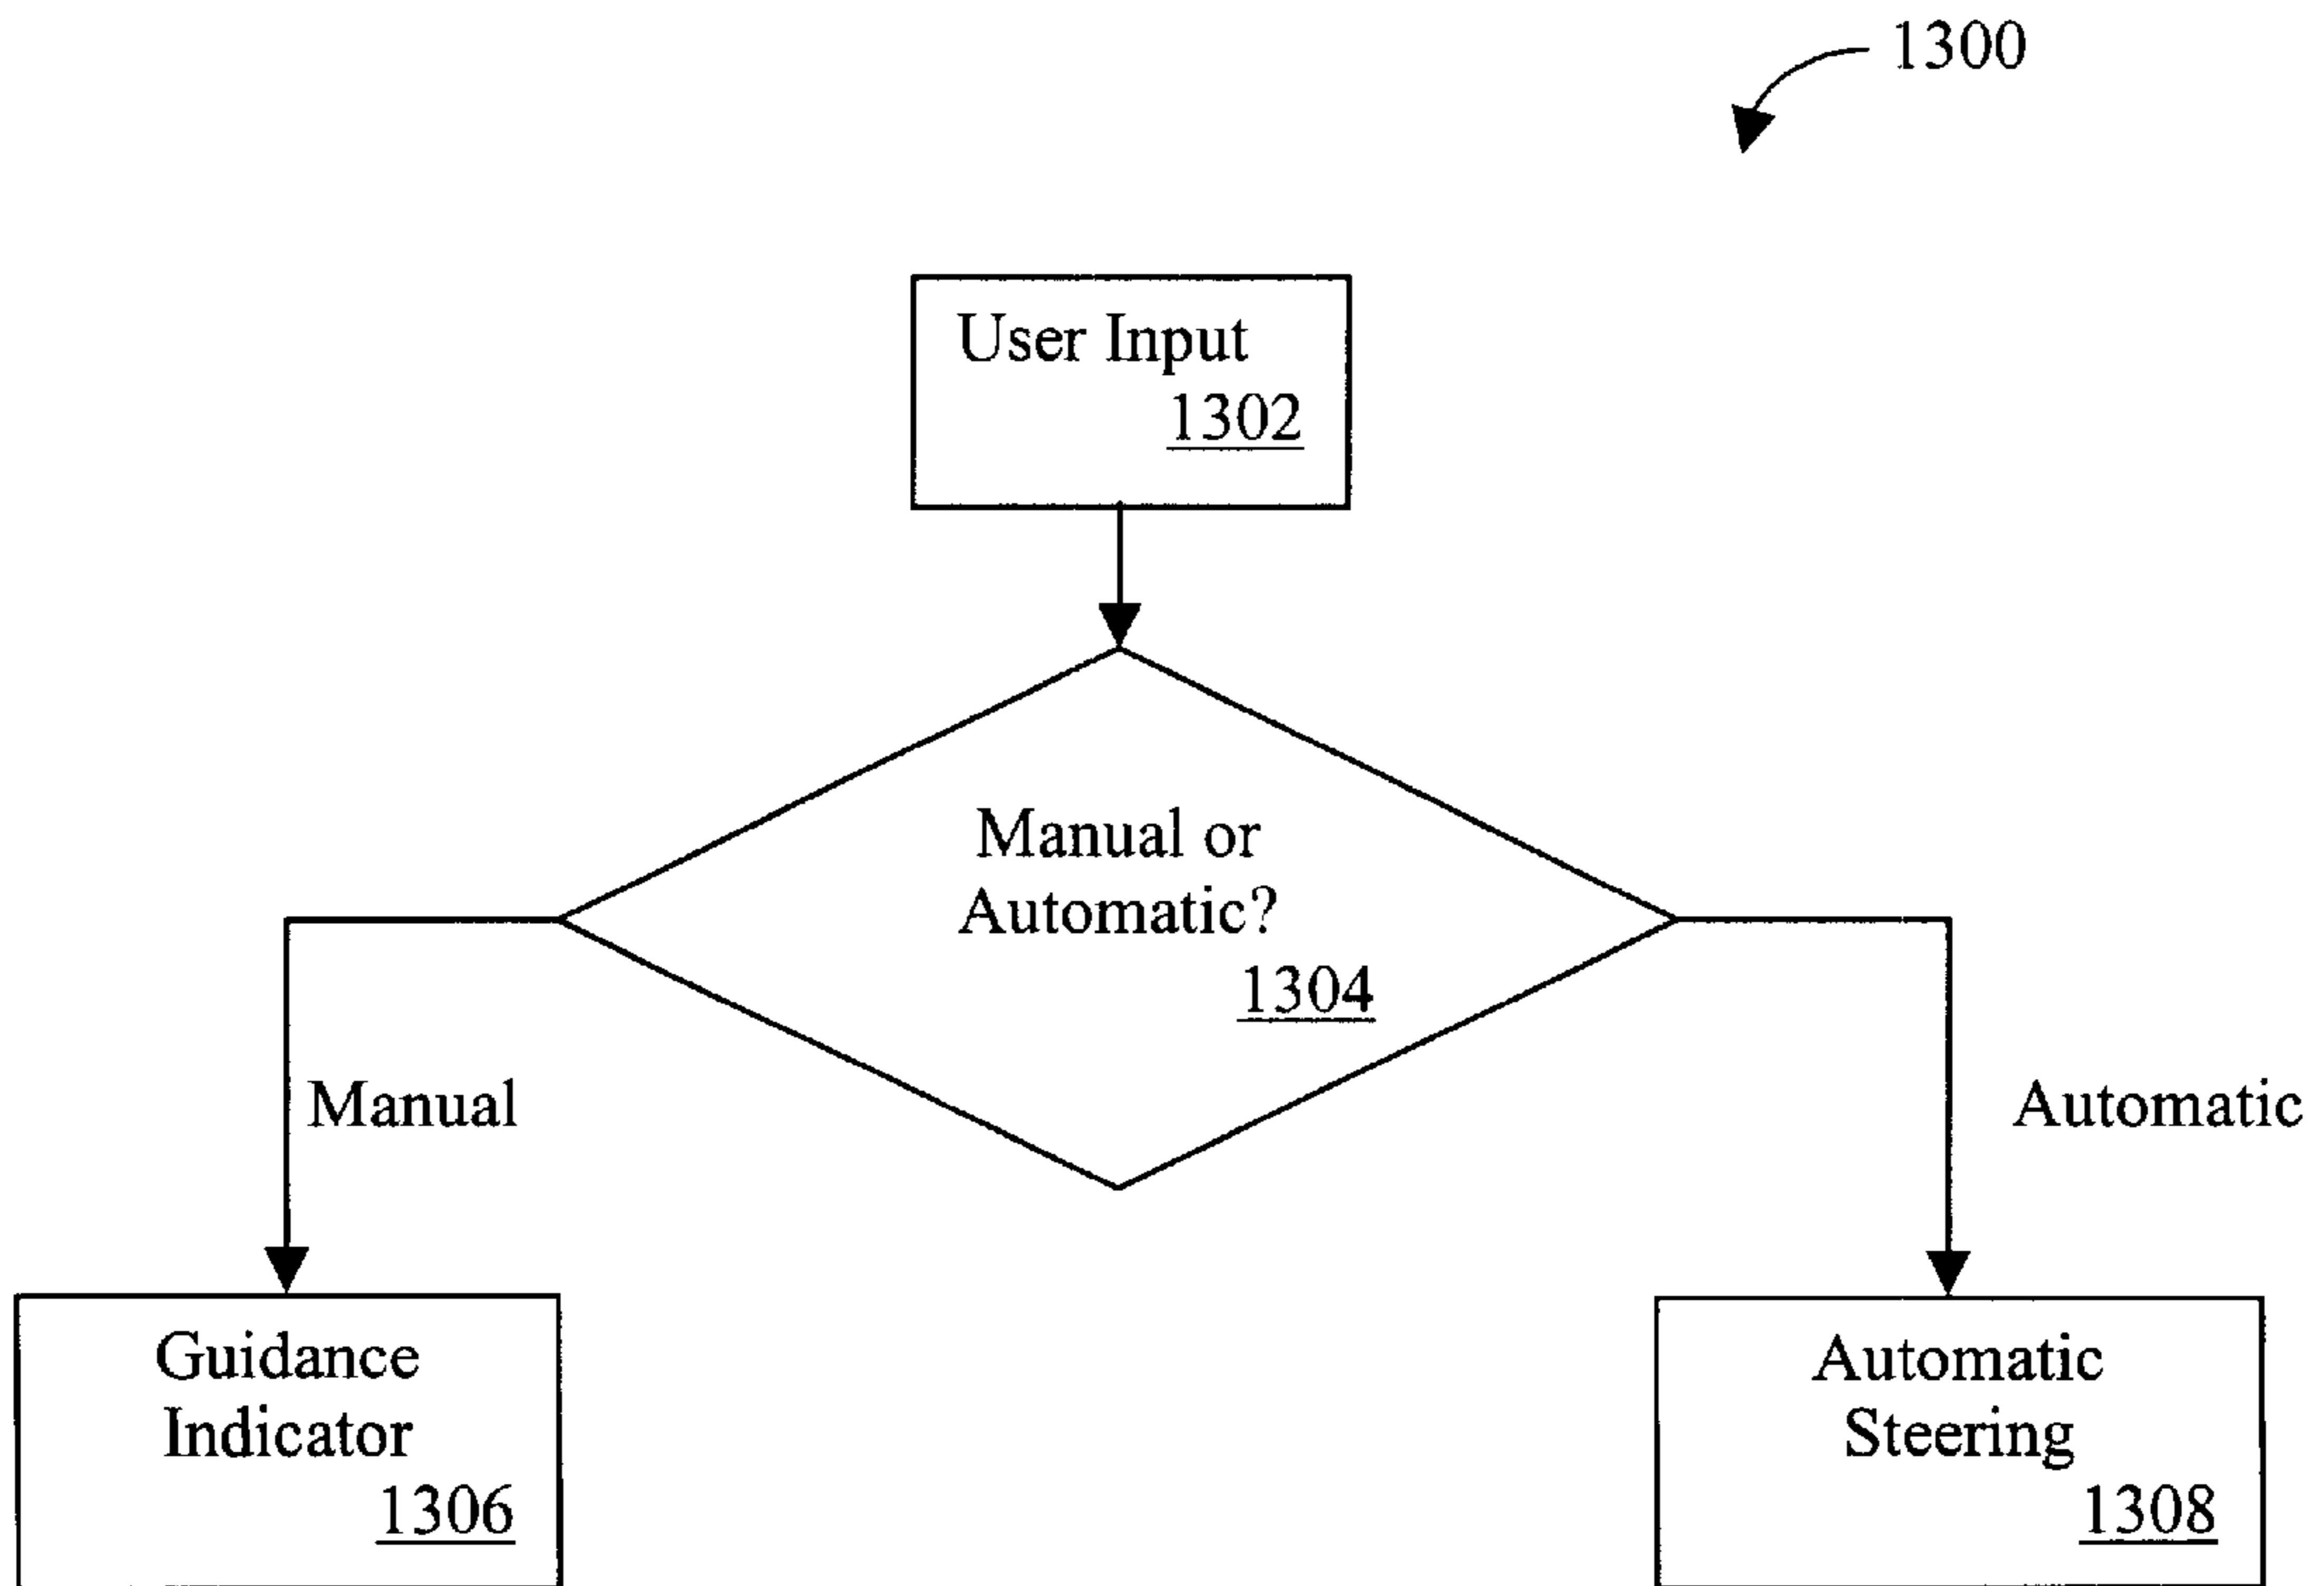 1300
User Input
1302
Manual or
Automatic?
1304
Manual
Automatic
Guidance
Indicator
1306
Automatic
Steering
1308